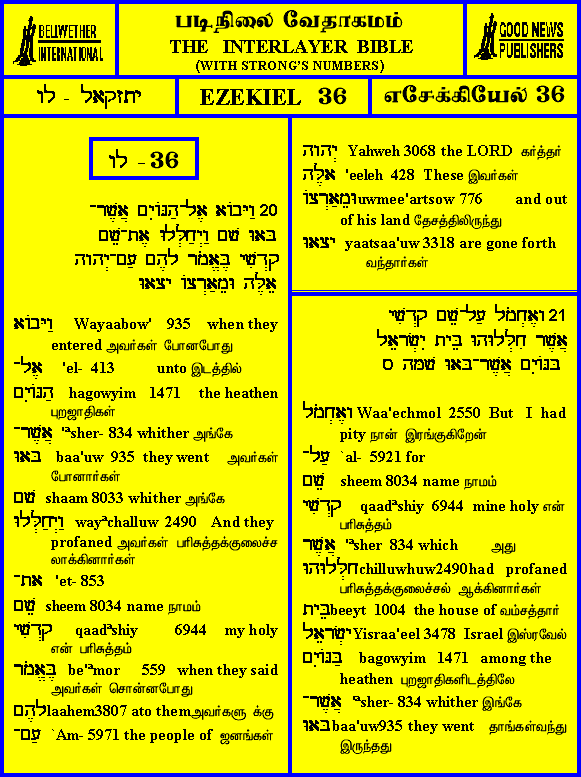 BELLWETHER
INTERNATIONAL
படிநிலை வேதாகமம்
THE INTERLAYER BIBLE
(WITH STRONG'S NUMBERS)
GOOD NEWS
PUBLISHERS
יחזקאל - לו
EZEKIEL 36
எசேக்கியேல் 36
לו - 36
20 וַיָּבוֹא אֶל־הַגּוֹיִם אֲשֶׁר־
בָּאוּ שָׁם וַיְחַלְּלוּ אֶת־שֵׁם
קָדְשִׁי בֶּאֱמֹר לָהֶם עַם־יְהוָה
אֵלֶּה וּמֵאַרְצוֹ יָצָאוּ
וַיָּבוֹא Wayaabow' 935 when they
entered அவர்கள் போனபோது
אֶל־ 'el- 413 unto இடத்தில்
הַגּוֹיִם hagowyim 1471 the heathen
புறஜாதிகள்
אֲשֶׁר־ 'ªsher- 834 whither அங்கே
בָּאוּ baa'uw 935 they went அவர்கள்
போனார்கள்
שָׁם shaam 8033 whither அங்கே
וַיְחַלְּלוּ wayªchalluw 2490 And they
profaned அவர்கள் பரிசுத்தக்குலைச்ச
லாக்கினார்கள்
אֶת־ 'et- 853
שֵׁם sheem 8034 name நாமம்
קָדְשִׁי qaadªshiy 6944 my holy
என் பரிசுத்தம்
בֶּאֱמֹר be'ªmor 559 when they said
அவர்கள் சொன்னபோது
לָהֶם laahem3807 ato themஅவர்களு க்கு
עַם־ `Am- 5971 the people of ஜனங்கள்
יְהוָה Yahweh 3068 the LORD கர்த்தர்
אֵלֶּה 'eeleh 428 These இவர்கள்
וּמֵאַרְצוֹ uwmee'artsow 776 and out
of his land தேசத்திலிருந்து
יָצָאוּ yaatsaa'uw 3318 are gone forth
வந்தார்கள்
21 וָאֶחְמֹל עַל־שֵׁם קָדְשִׁי
אֲשֶׁר חִלְּלוּהוּ בֵּית יִשְׂרָאֵל
בַּגּוֹיִם אֲשֶׁר־בָּאוּ שָׁמָּה ס
וָאֶחְמֹל Waa'echmol 2550 But I had
pity நான் இரங்குகிறேன்
עַל־ `al- 5921 for
שֵׁם sheem 8034 name நாமம்
קָדְשִׁי qaadªshiy 6944 mine holy என்
பரிசுத்தம்
אֲשֶׁר 'ªsher 834 which அது
חִלְּלוּהוּ chilluwhuw2490had profaned
பரிசுத்தக்குலைச்சல் ஆக்கினார்கள்
בֵּית beeyt 1004 the house of வம்சத்தார்
יִשְׂרָאֵל Yisraa'eel 3478 Israel இஸ்ரவேல்
בַּגּוֹיִם bagowyim 1471 among the
heathen புறஜாதிகளிடத்திலே
אֲשֶׁר־ 'ªsher- 834 whither இங்கே
בָּאוּ baa'uw935 they went தாங்கள்வந்து
இருந்தது